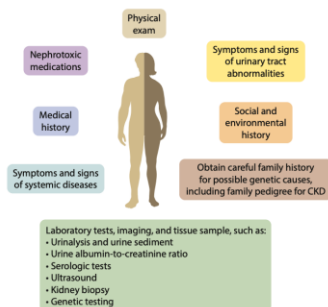 Physical
exam
Nephrotoxic
medications
Symptoms and signs
of urinary tract
abnormalities
Medical
history
Social and
environmental
history
Symptoms and signs
of systemic diseases
Obtain careful family history
for possible genetic causes,
including family pedigree for CKD
Laboratory tests, imaging, and tissue sample, such as:
• Urinalysis and urine sediment
• Urine albumin-to-creatinine ratio
• Serologic tests
• Ultrasound
• Kidney biopsy
• Genetic testing